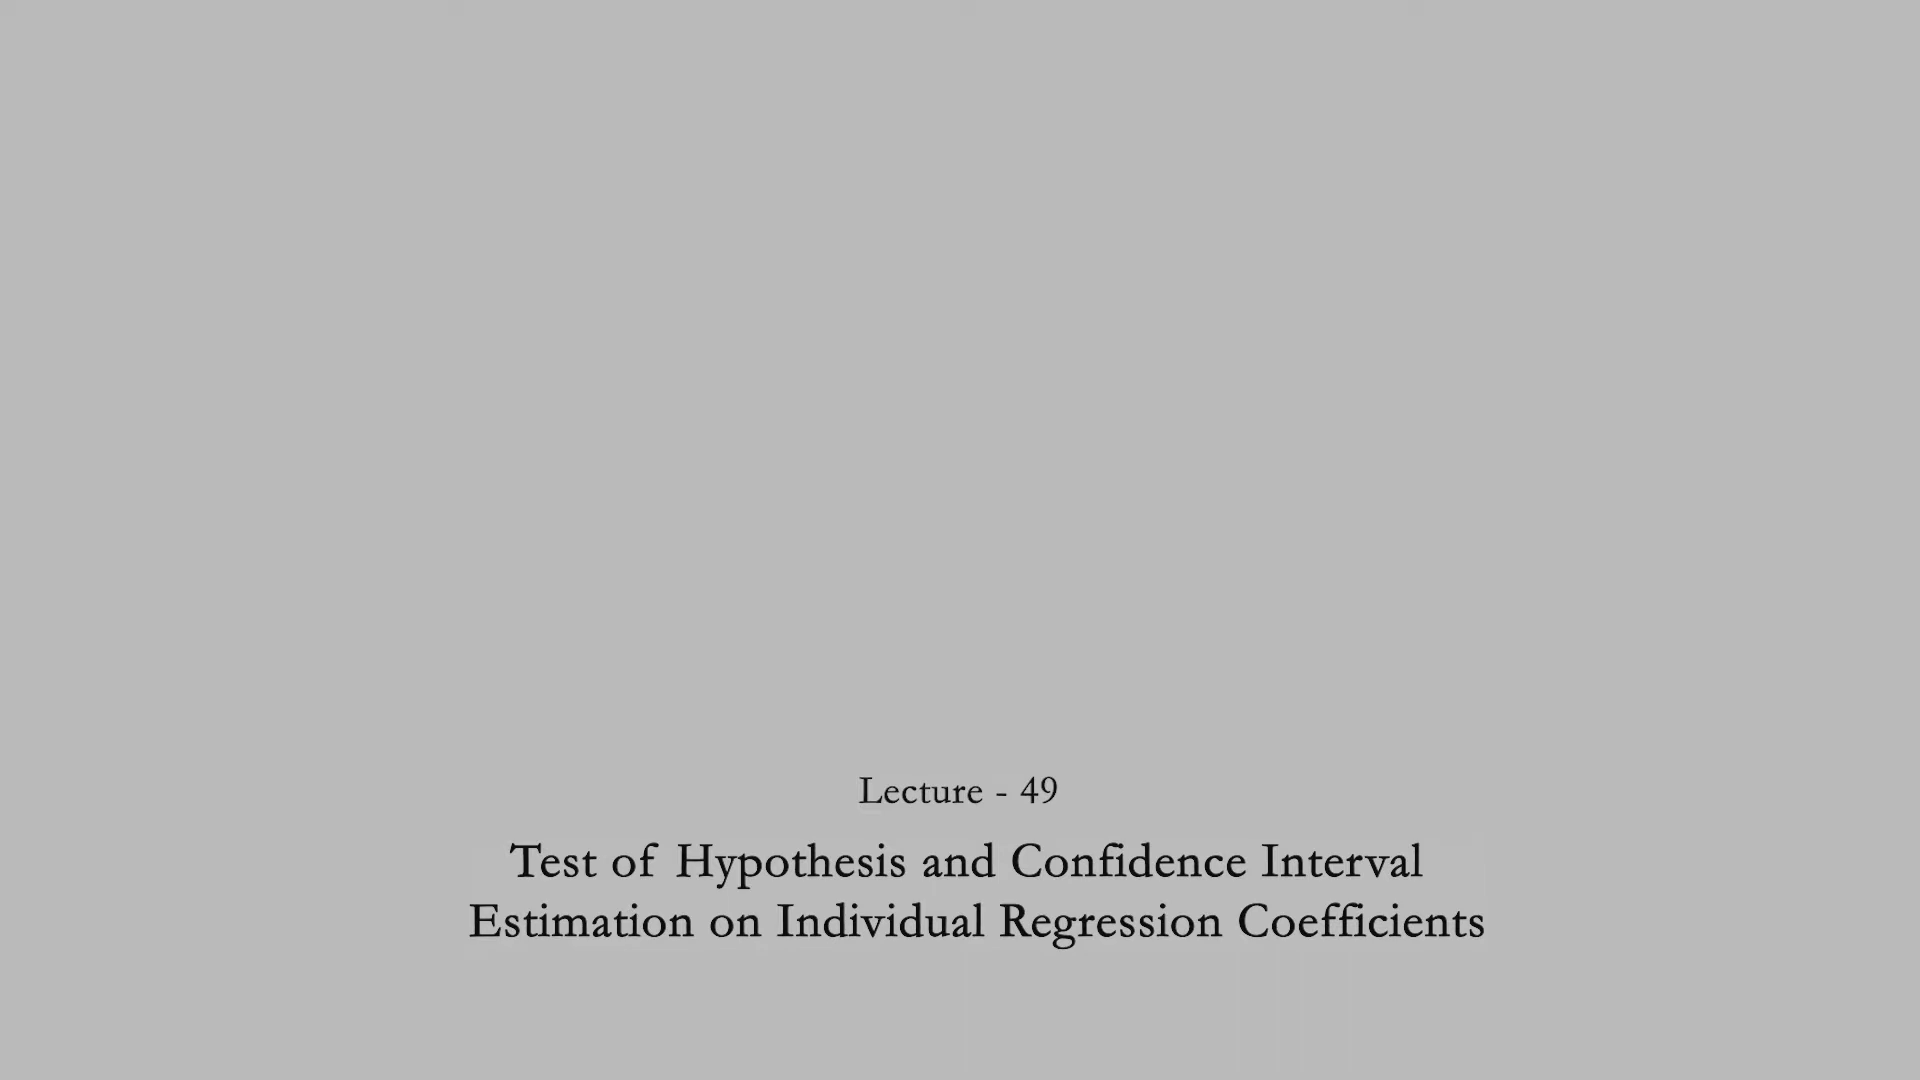 Lecture - 49
Test of Hypothesis and Confidence Interval
Estimation on Individual Regression Coefficients